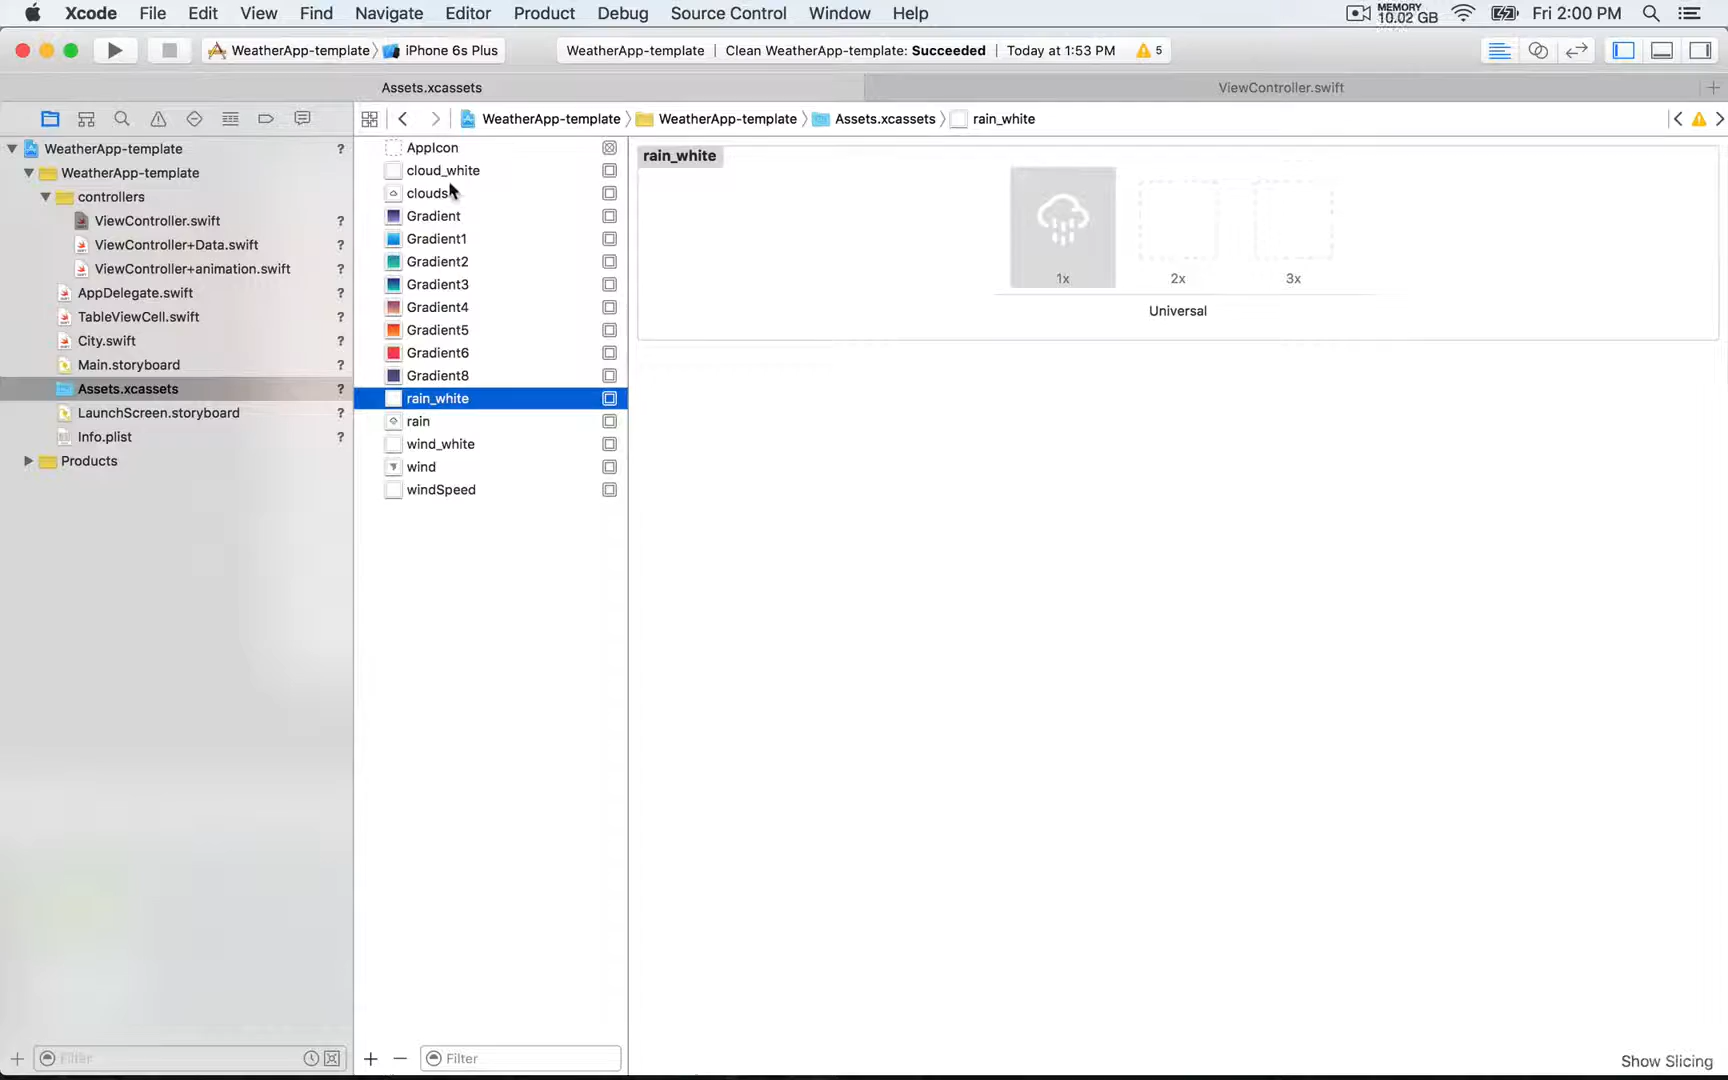 Xcode File Edit View Find Navigate Editor Product Debug Source Control Window Help MEMORY 10.02 GB Fri 2:00 PM
WeatherApp-template iPhone 6s Plus WeatherApp-template | Clean WeatherApp-template: Succeeded | Today at 1:53 PM 5
Assets.xcassets ViewController.swift
WeatherApp-template WeatherApp-template Assets.xcassets rain_white
WeatherApp-template ?
WeatherApp-template
controllers
ViewController.swift ?
ViewController+Data.swift ?
ViewController+animation.swift ?
AppDelegate.swift ?
TableViewCell.swift ?
City.swift ?
Main.storyboard ?
Assets.xcassets ?
LaunchScreen.storyboard ?
Info.plist ?
Products
Filter
AppIcon
cloud_white
clouds
Gradient
Gradient1
Gradient2
Gradient3
Gradient4
Gradient5
Gradient6
Gradient8
rain_white
rain
wind_white
wind
windSpeed
Filter
rain_white
1x 2x 3x
Universal
Show Slicing